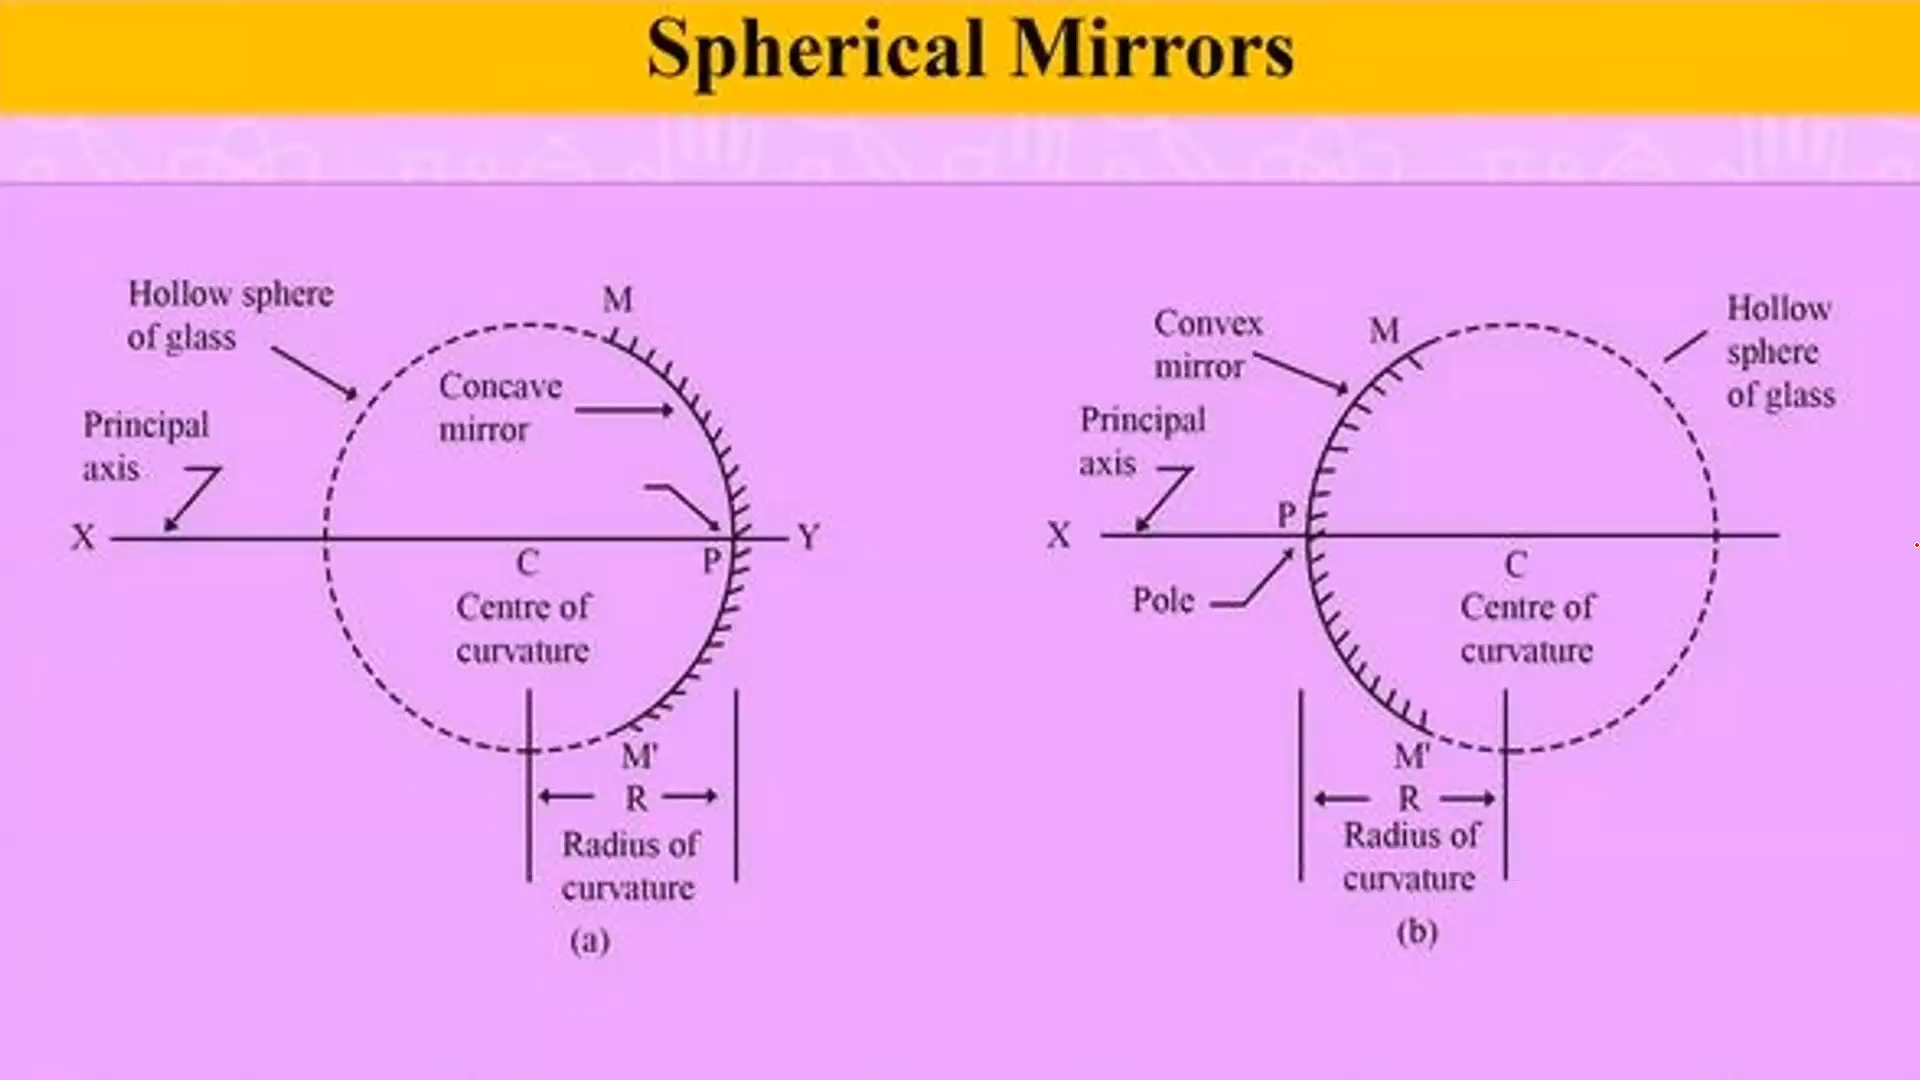 Spherical Mirrors
Hollow sphere
of glass
M
Concave
mirror
Principal
axis
X
Y
C
P
Centre of
curvature
M'
R
Radius of
curvature
(a)
Convex
mirror
M
Hollow
sphere
of glass
Principal
axis
P
X
C
Pole
Centre of
curvature
M'
R
Radius of
curvature
(b)